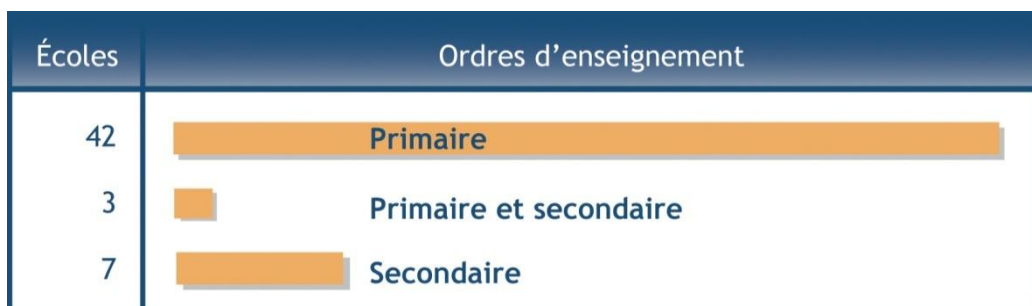 Écoles Ordres d'enseignement
42 Primaire
3 Primaire et secondaire
7 Secondaire